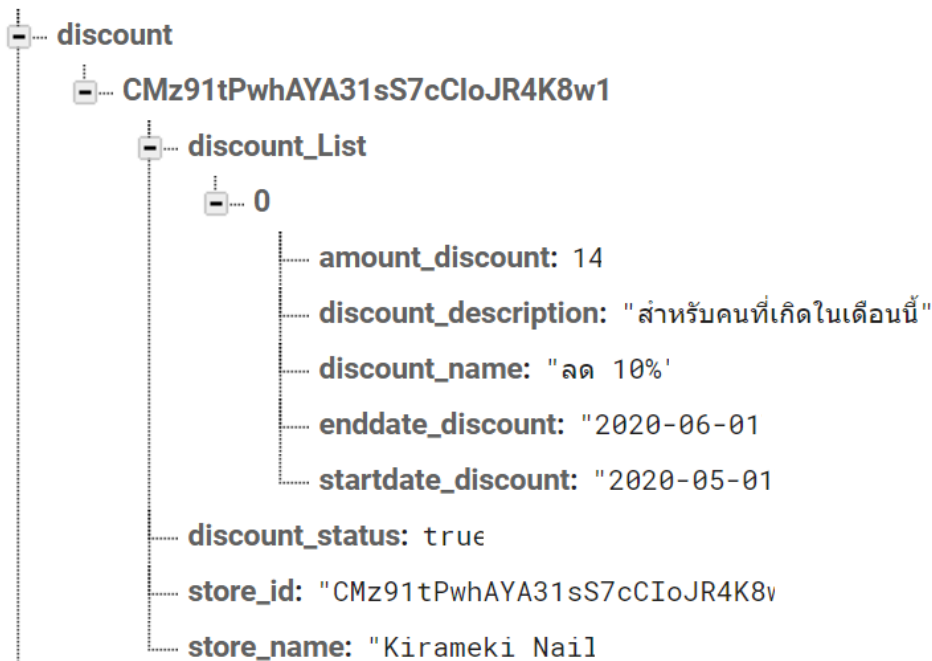 discount
CMz91tPwhAYA31sS7cCIoJR4K8w1
discount_List
0
amount_discount: 14
discount_description: "สำหรับคนที่เกิดในเดือนนี้"
discount_name: "ลด 10%'
enddate_discount: "2020-06-01
startdate_discount: "2020-05-01
discount_status: true
store_id: "CMz91tPwhAYA31sS7cCIoJR4K8w
store_name: "Kirameki Nail